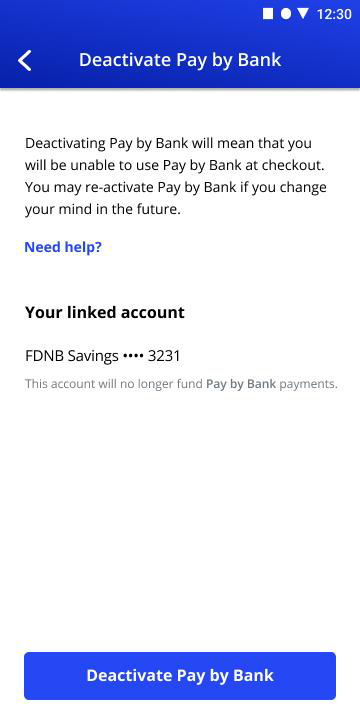 12:30
Deactivate Pay by Bank
Deactivating Pay by Bank will mean that you
will be unable to use Pay by Bank at checkout.
You may re-activate Pay by Bank if you change
your mind in the future.
Need help?
Your linked account
FDNB Savings •••• 3231
This account will no longer fund Pay by Bank payments.
Deactivate Pay by Bank